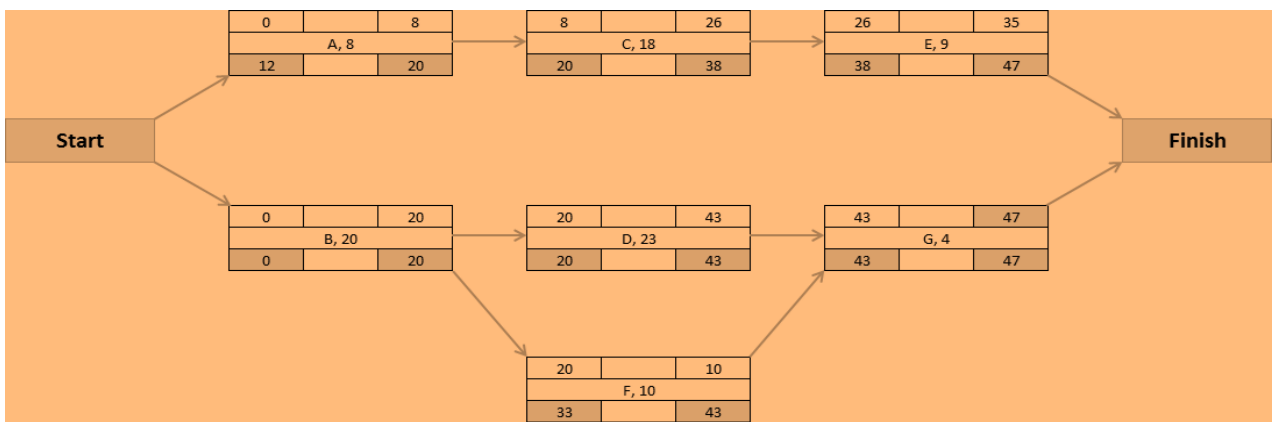 0 8 8 26 26 35
A, 8 C, 18 E, 9
12 20 20 38 38 47
Start Finish
0 20 20 43 43 47
B, 20 D, 23 G, 4
0 20 20 43 43 47
20 10
F, 10
33 43